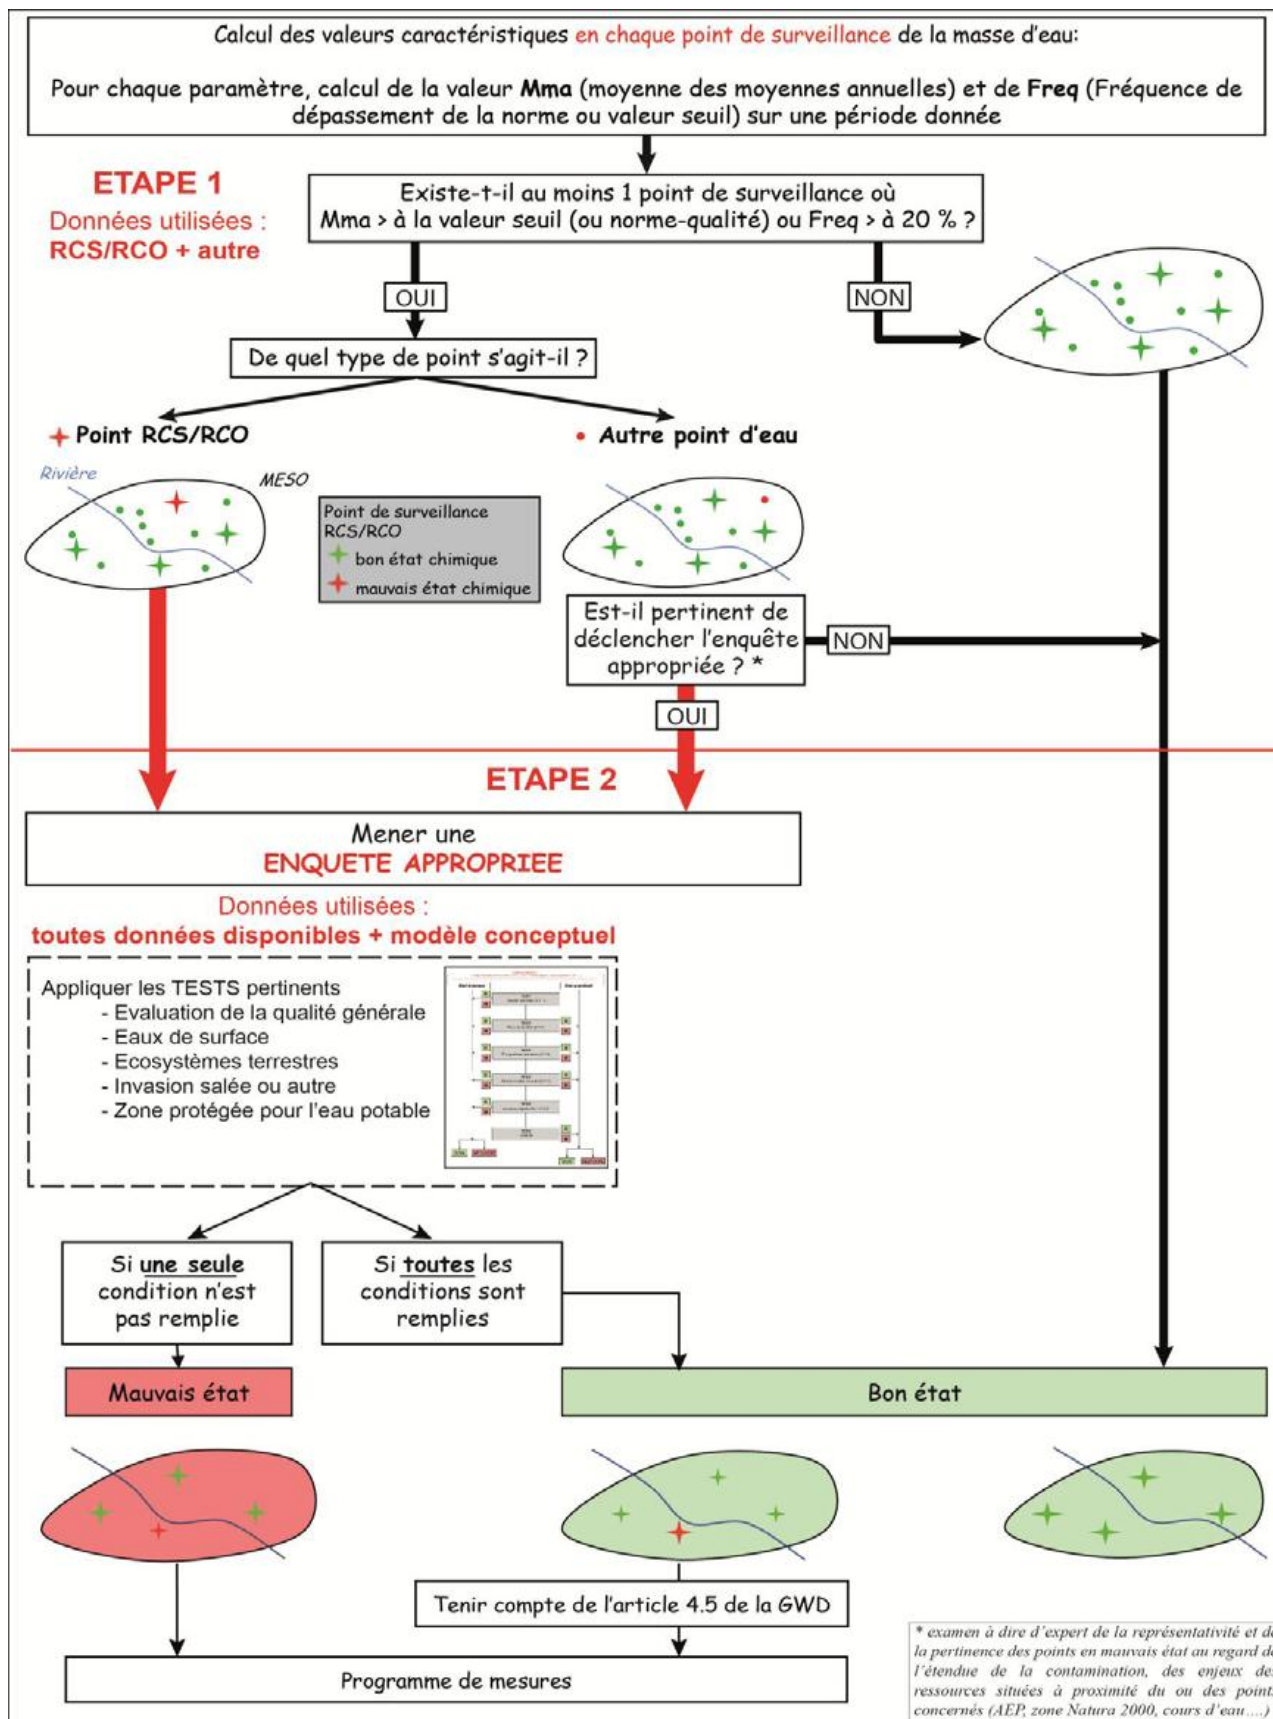 Calcul des valeurs caractéristiques en chaque point de surveillance de la masse d'eau:
Pour chaque paramètre, calcul de la valeur Mma (moyenne des moyennes annuelles) et de Freq (Fréquence de
dépassement de la norme ou valeur seuil) sur une période donnée
ETAPE 1
Données utilisées :
RCS/RCO + autre
Existe-t-il au moins 1 point de surveillance où
Mma > à la valeur seuil (ou norme-qualité) ou Freq > à 20 % ?
OUI
NON
De quel type de point s'agit-il ?
Point RCS/RCO
Autre point d'eau
Rivière
MESO
Point de surveillance
RCS/RCO
bon état chimique
mauvais état chimique
Est-il pertinent de
déclencher l'enquête
appropriée ? *
NON
OUI
ETAPE 2
Mener une
ENQUETE APPROPRIEE
Données utilisées :
toutes données disponibles + modèle conceptuel
Appliquer les TESTS pertinents
- Evaluation de la qualité générale
- Eaux de surface
- Ecosystèmes terrestres
- Invasion salée ou autre
- Zone protégée pour l'eau potable
Si une seule
condition n'est
pas remplie
Si toutes les
conditions sont
remplies
Mauvais état
Bon état
Tenir compte de l'article 4.5 de la GWD
Programme de mesures
* examen à dire d'expert de la représentativité et de
la pertinence des points en mauvais état au regard de
l'étendue de la contamination, des enjeux des
ressources situées à proximité du ou des points
concernés (AEP, zone Natura 2000, cours d'eau....)